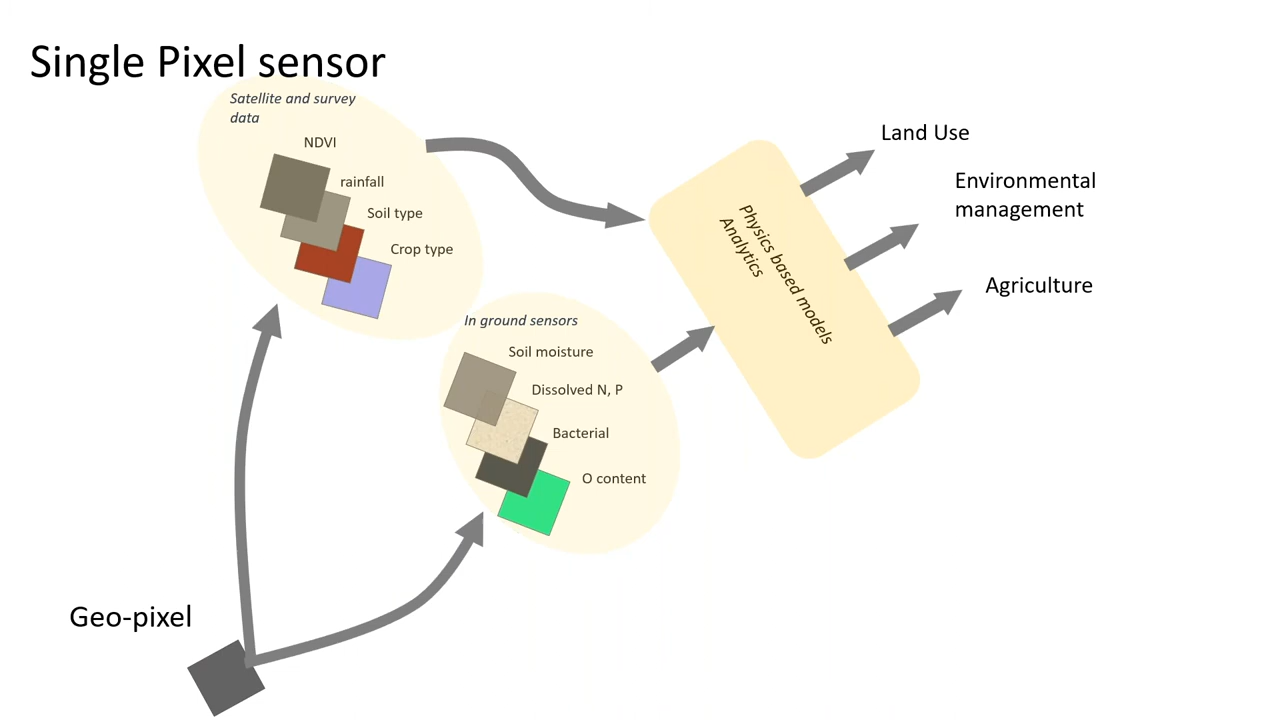 Single Pixel sensor
Satellite and survey
data
NDVI
rainfall
Soil type
Crop type
In ground sensors
Soil moisture
Dissolved N, P
Bacterial
O content
Geo-pixel
Physics based models
Analytics
Land Use
Environmental
management
Agriculture